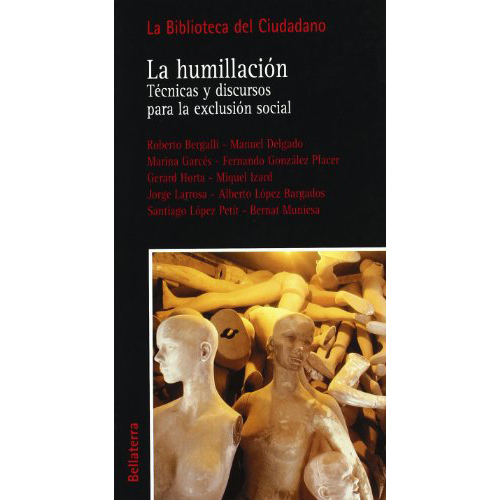 La Biblioteca del Ciudadano
La humillación
Técnicas y discursos
para la exclusión social
Roberto Bergalli - Manuel Delgado
Marina Garcés - Fernando González Placer
Gerard Horta - Miquel Izard
Jorge Larrosa - Alberto López Bargados
Santiago López Petit - Bernat Muniesa
Bellaterra